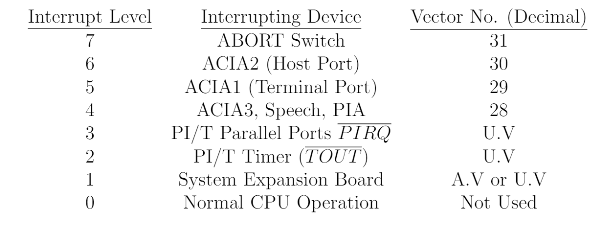 Interrupt Level Interrupting Device Vector No. (Decimal)
7 ABORT Switch 31
6 ACIA2 (Host Port) 30
5 ACIA1 (Terminal Port) 29
4 ACIA3, Speech, PIA 28
3 PI/T Parallel Ports PIRQ U.V
2 PI/T Timer (TOUT) U.V
1 System Expansion Board A.V or U.V
0 Normal CPU Operation Not Used